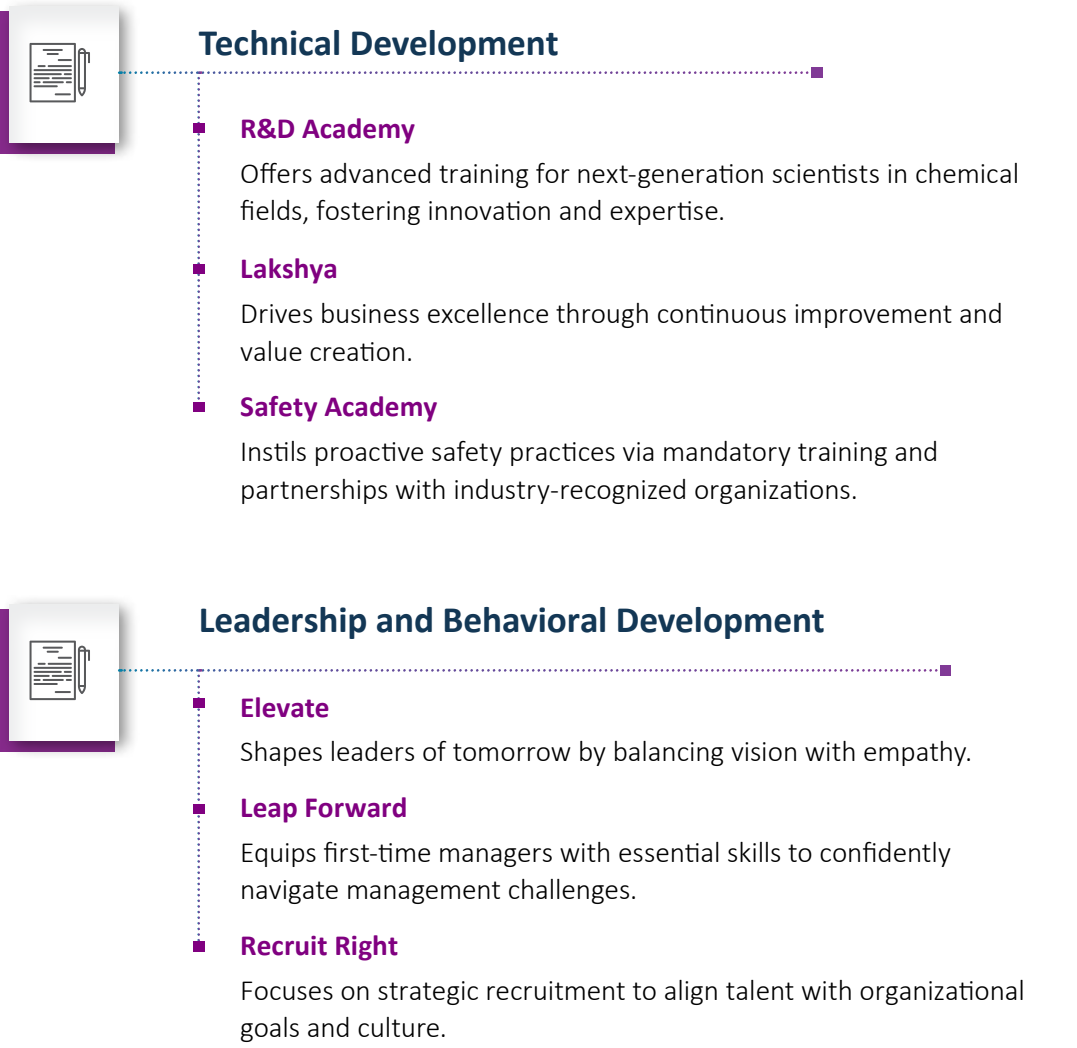 Technical Development
R&D Academy
Offers advanced training for next-generation scientists in chemical
fields, fostering innovation and expertise.
Lakshya
Drives business excellence through continuous improvement and
value creation.
Safety Academy
Instils proactive safety practices via mandatory training and
partnerships with industry-recognized organizations.
Leadership and Behavioral Development
Elevate
Shapes leaders of tomorrow by balancing vision with empathy.
Leap Forward
Equips first-time managers with essential skills to confidently
navigate management challenges.
Recruit Right
Focuses on strategic recruitment to align talent with organizational
goals and culture.